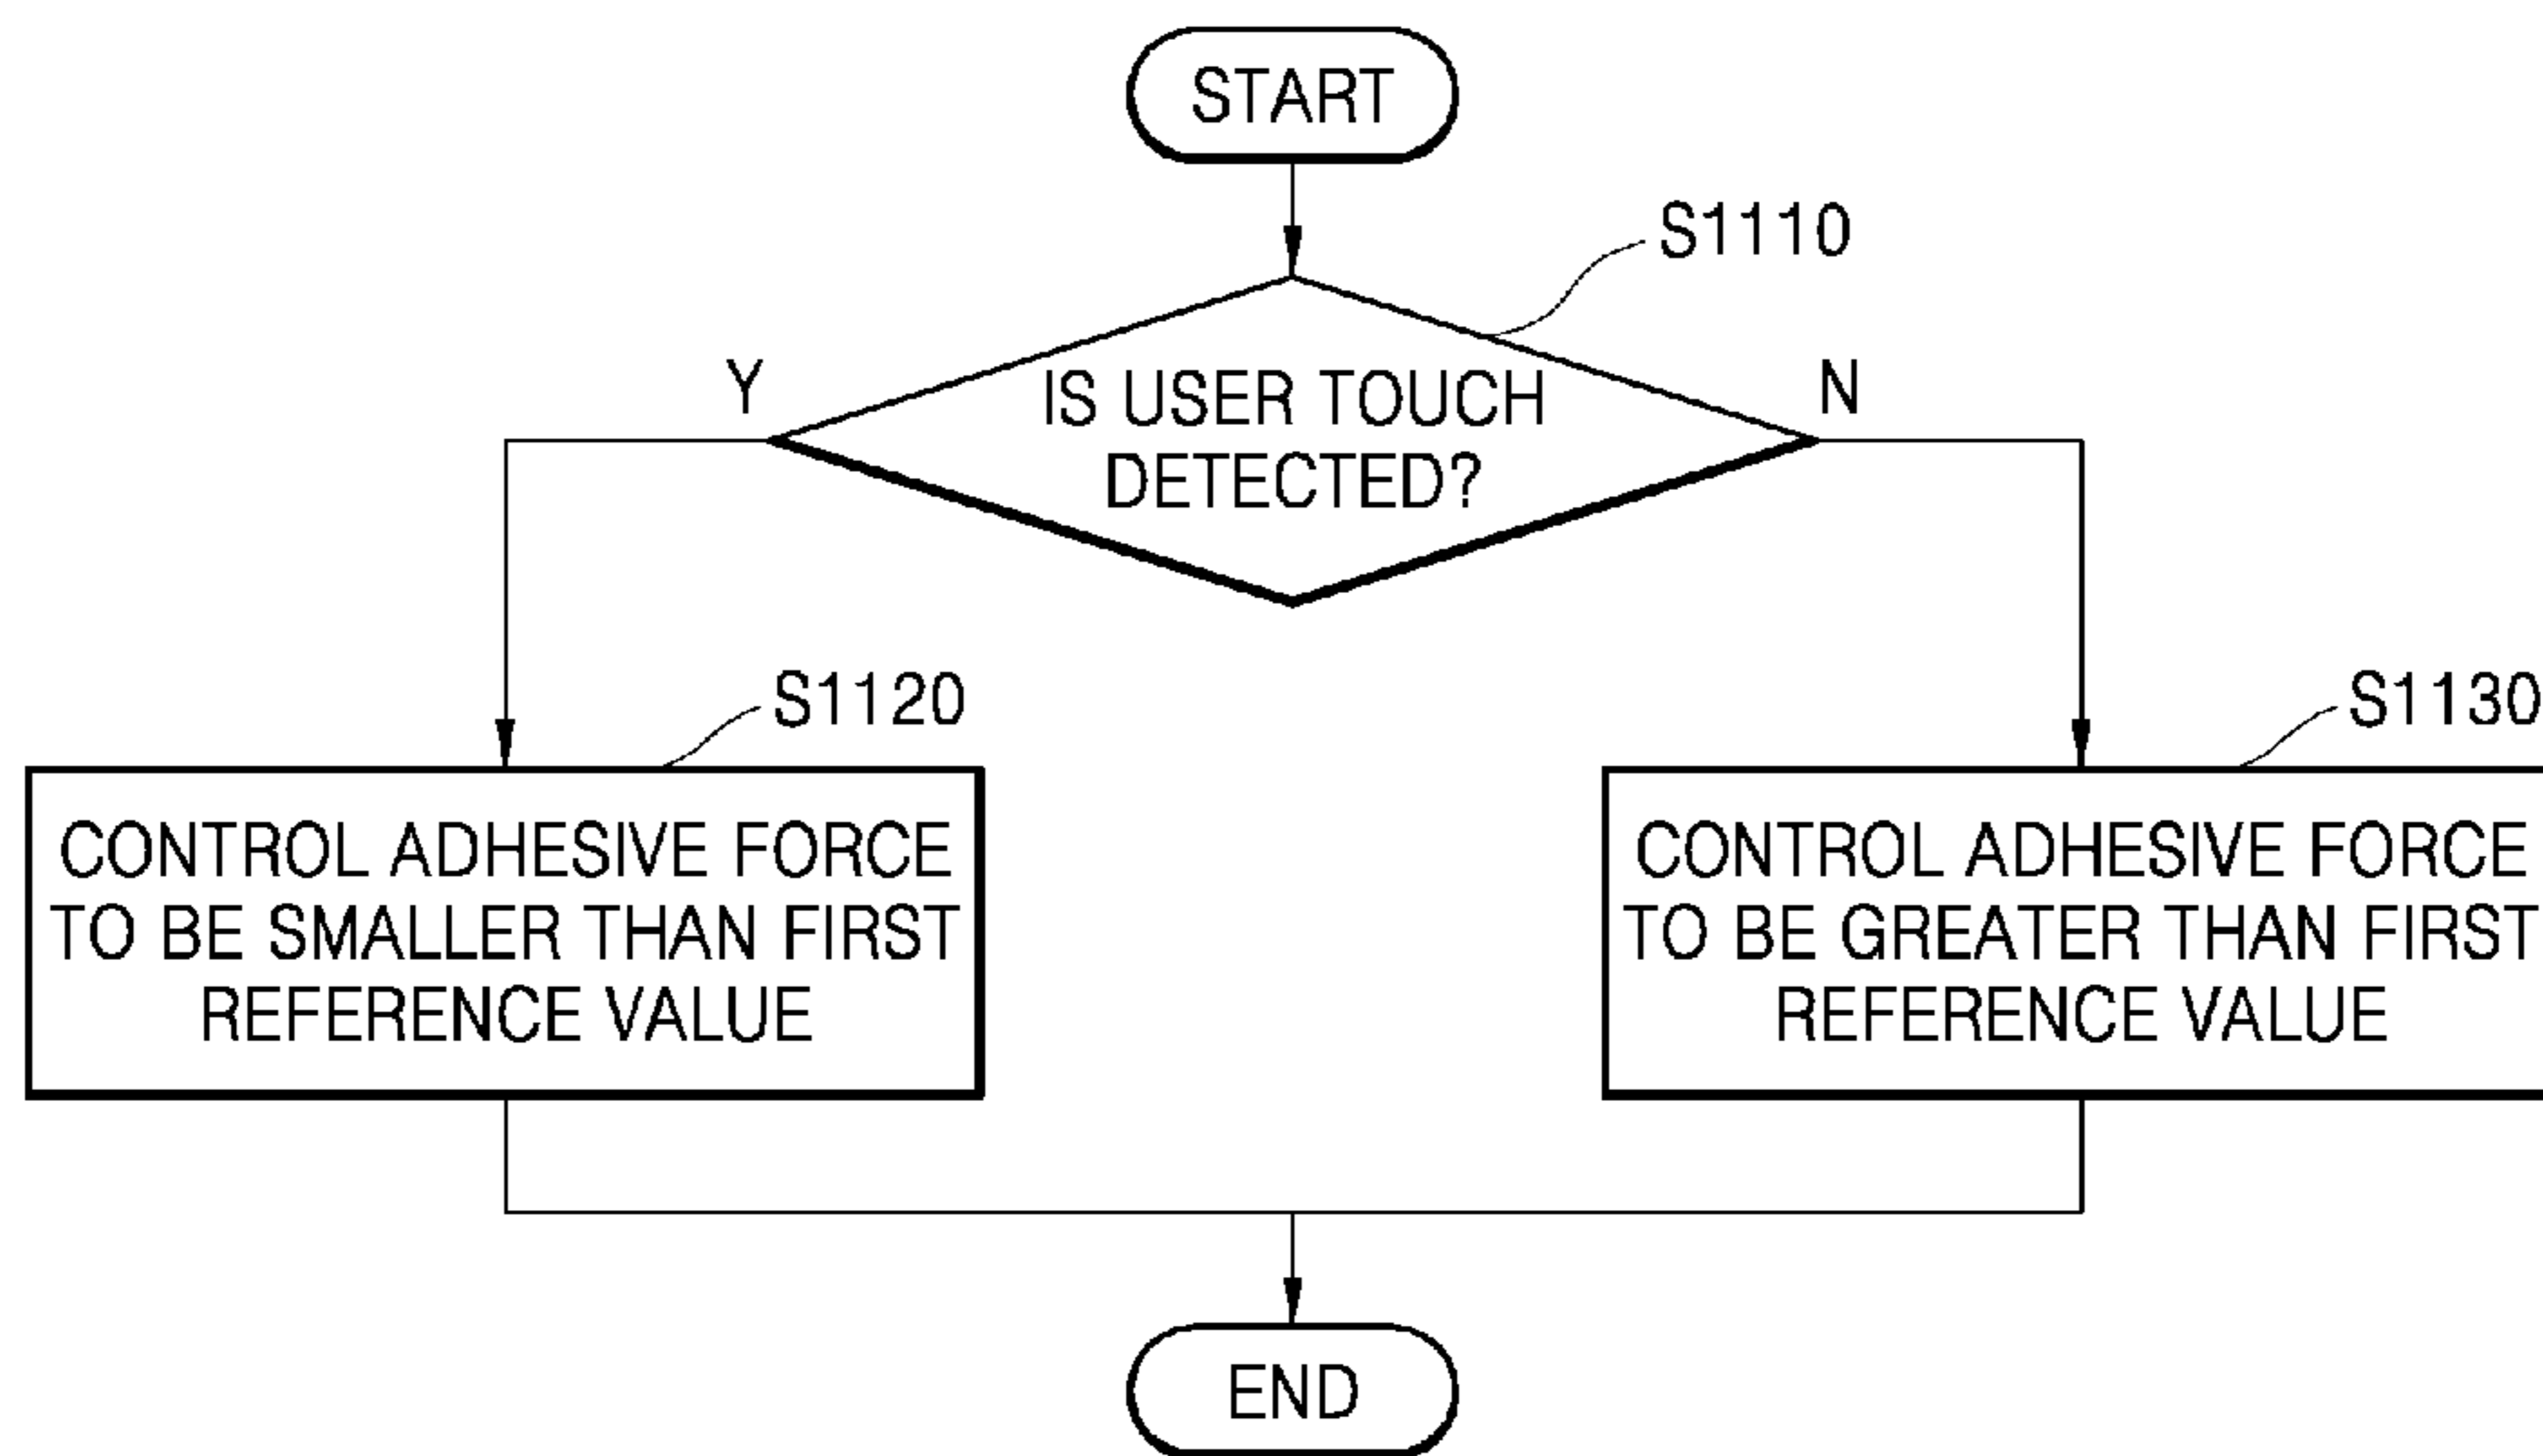 START
S1110
Y
IS USER TOUCH
DETECTED?
N
S1120
CONTROL ADHESIVE FORCE
TO BE SMALLER THAN FIRST
REFERENCE VALUE
S1130
CONTROL ADHESIVE FORCE
TO BE GREATER THAN FIRST
REFERENCE VALUE
END